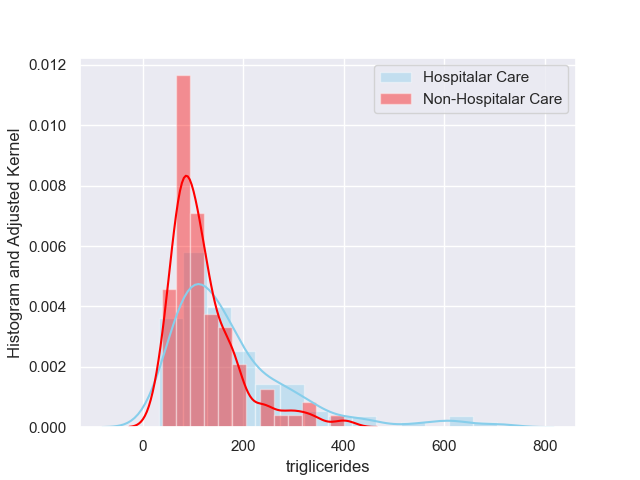 Hospitalar Care
Non-Hospitalar Care
Histogram and Adjusted Kernel
0.012
0.010
0.008
0.006
0.004
0.002
0.000
0 200 400 600 800
triglicerides